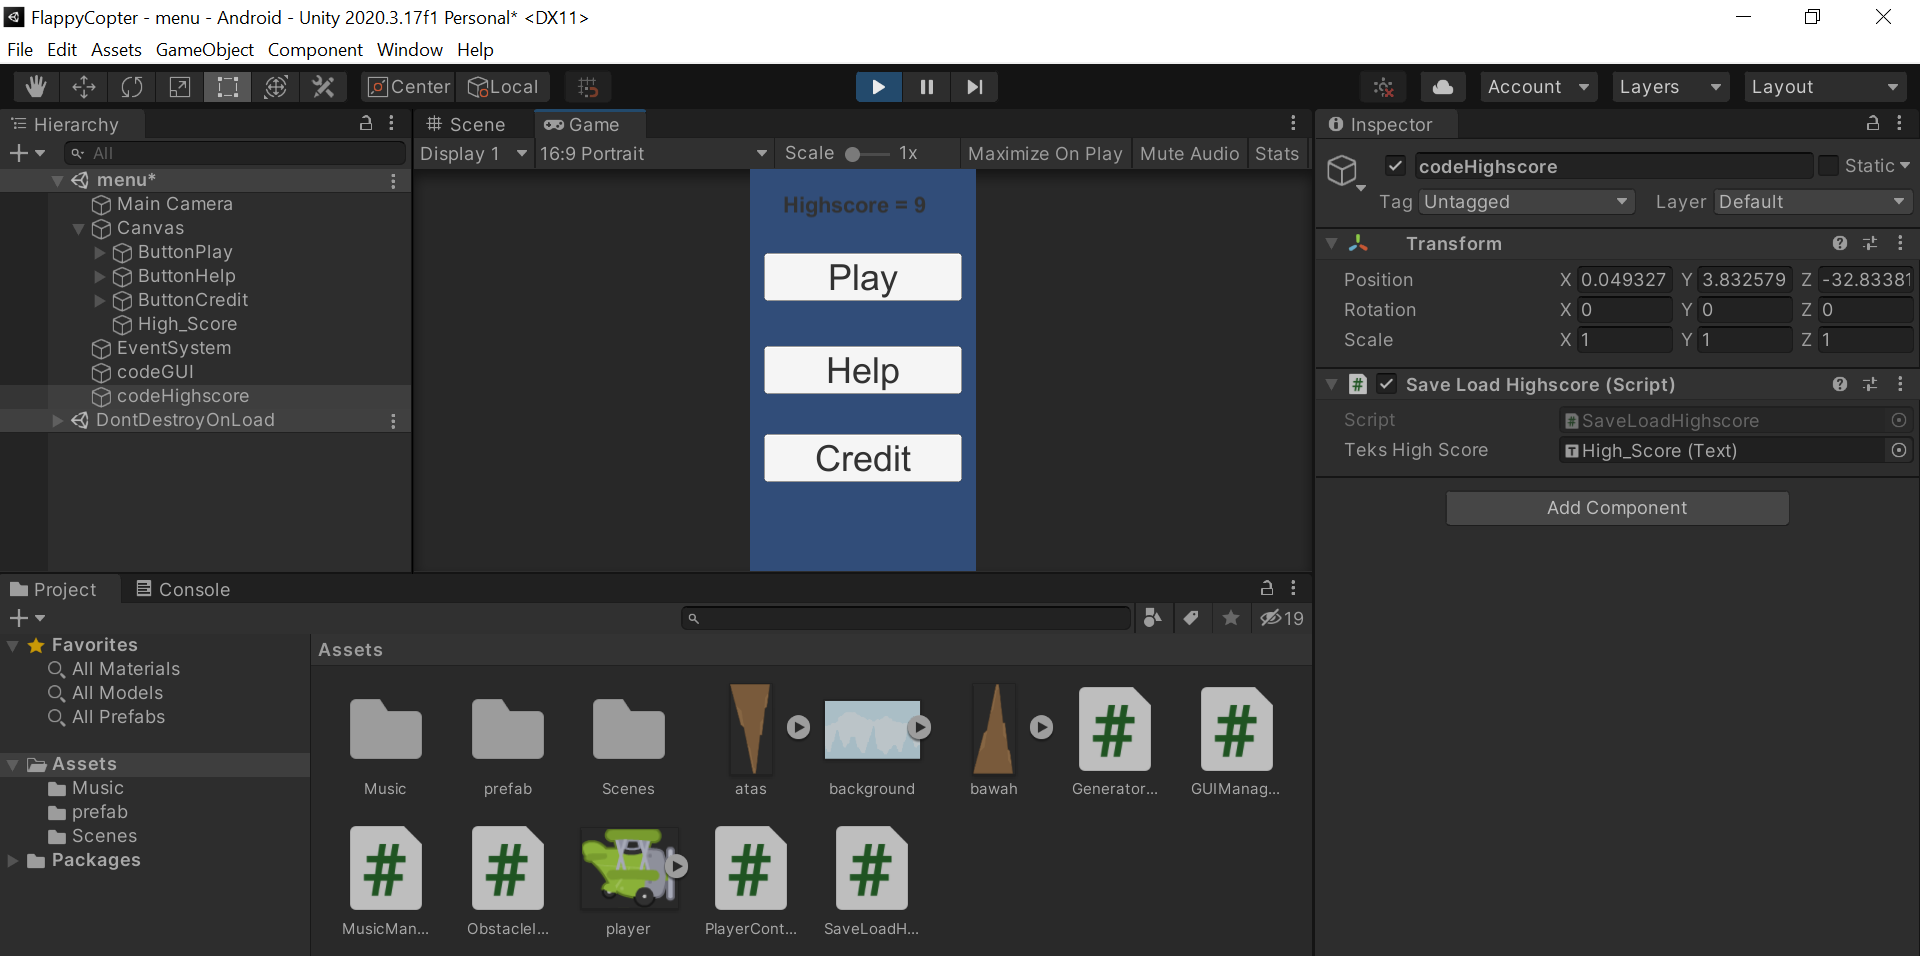 FlappyCopter - menu - Android - Unity 2020.3.17f1 Personal* <DX11>
File Edit Assets GameObject Component Window Help
Center Local Account Layers Layout
Hierarchy
All
menu*
Main Camera
Canvas
ButtonPlay
ButtonHelp
ButtonCredit
High_Score
EventSystem
codeGUI
codeHighscore
DontDestroyOnLoad
Scene Game
Display 1 16:9 Portrait Scale 1x Maximize On Play Mute Audio Stats
Highscore = 9
Play
Help
Credit
Inspector
codeHighscore Static
Tag Untagged Layer Default
Transform
Position X 0.049327 Y 3.832579 Z -32.83381
Rotation X 0 Y 0 Z 0
Scale X 1 Y 1 Z 1
# Save Load Highscore (Script)
Script # SaveLoadHighscore
Teks High Score T High_Score (Text)
Add Component
Project Console
19
Favorites
All Materials
All Models
All Prefabs
Assets
Music
prefab
Scenes
Packages
Assets
# #
Music prefab Scenes atas background bawah Generator... GUIManag...
# # # #
MusicMan... ObstacleI... player PlayerCont... SaveLoadH...